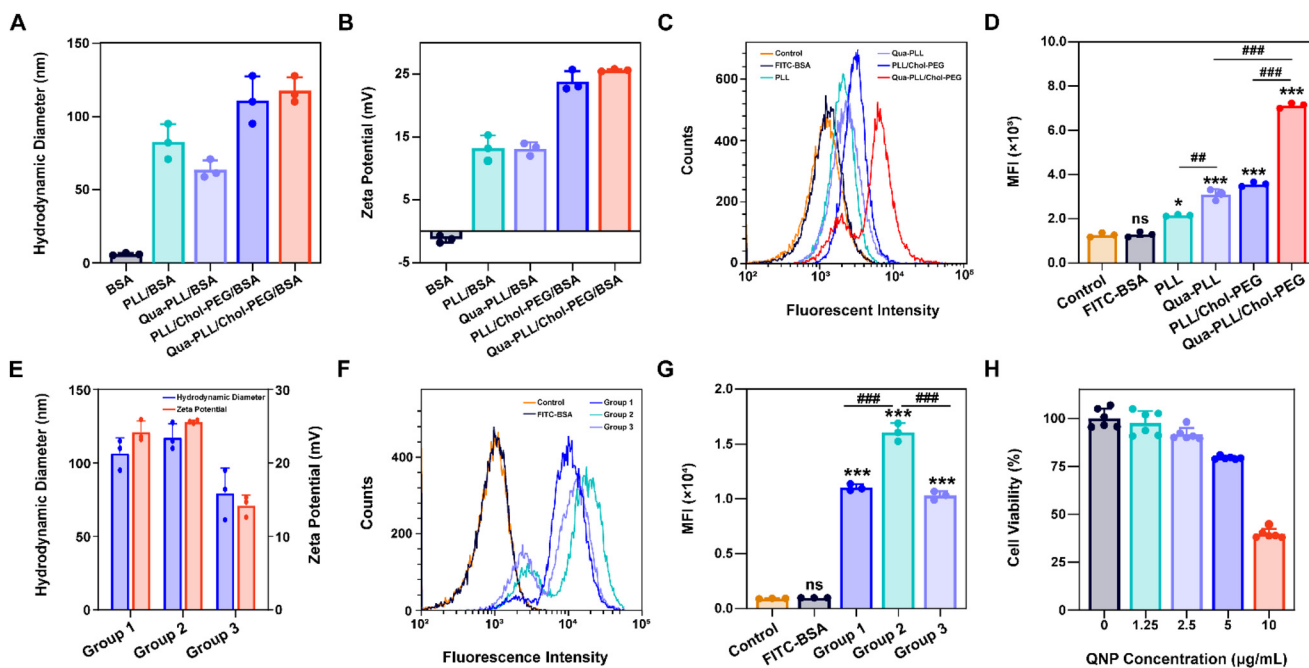 A
Hydrodynamic Diameter (nm)
150
100
50
0
BSA
PLL/BSA
Qua-PLL/BSA
PLL/Chol-PEG/BSA
Qua-PLL/Chol-PEG/BSA
B
Zeta Potential (mV)
25
15
5
-5
BSA
PLL/BSA
Qua-PLL/BSA
PLL/Chol-PEG/BSA
Qua-PLL/Chol-PEG/BSA
C
Counts
600
400
200
0
Control
FITC-BSA
PLL
Qua-PLL
PLL/Chol-PEG
Qua-PLL/Chol-PEG
10² 10³ 10⁴ 10⁵
Fluorescent Intensity
D
MFI (×10³)
10.0
8.0
6.0
4.0
2.0
0.0
###
###
***
##
***
***
*
ns
Control
FITC-BSA
PLL
Qua-PLL
PLL/Chol-PEG
Qua-PLL/Chol-PEG
E
Hydrodynamic Diameter (nm)
150
125
100
75
50
0
Hydrodynamic Diameter
Zeta Potential
30
20
10
0
Zeta Potential (mV)
Group 1
Group 2
Group 3
F
Counts
400
200
0
Control
FITC-BSA
Group 1
Group 2
Group 3
10² 10³ 10⁴ 10⁵
Fluorescence Intensity
G
MFI (×10⁴)
2.0
1.5
1.0
0.5
0.0
### ###
***
***
***
ns
Control
FITC-BSA
Group 1
Group 2
Group 3
H
Cell Viability (%)
100
75
50
25
0
0 1.25 2.5 5 10
QNP Concentration (μg/mL)